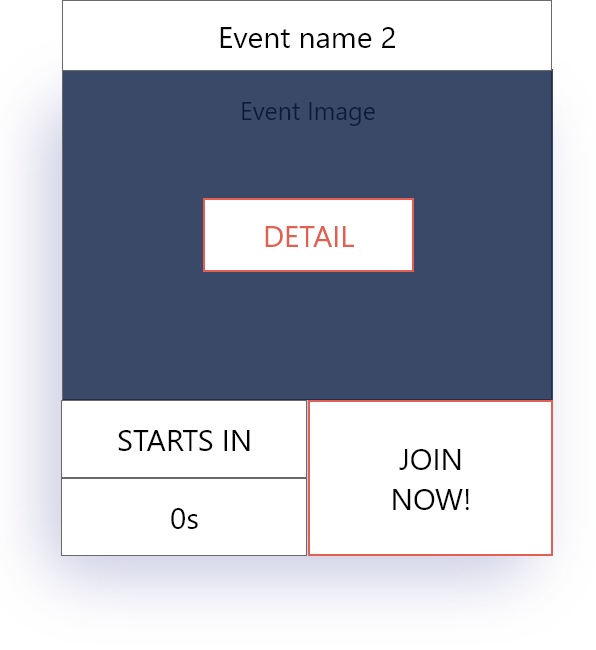 Event name 2
Event Image
DETAIL
STARTS IN
0s
JOIN
NOW!